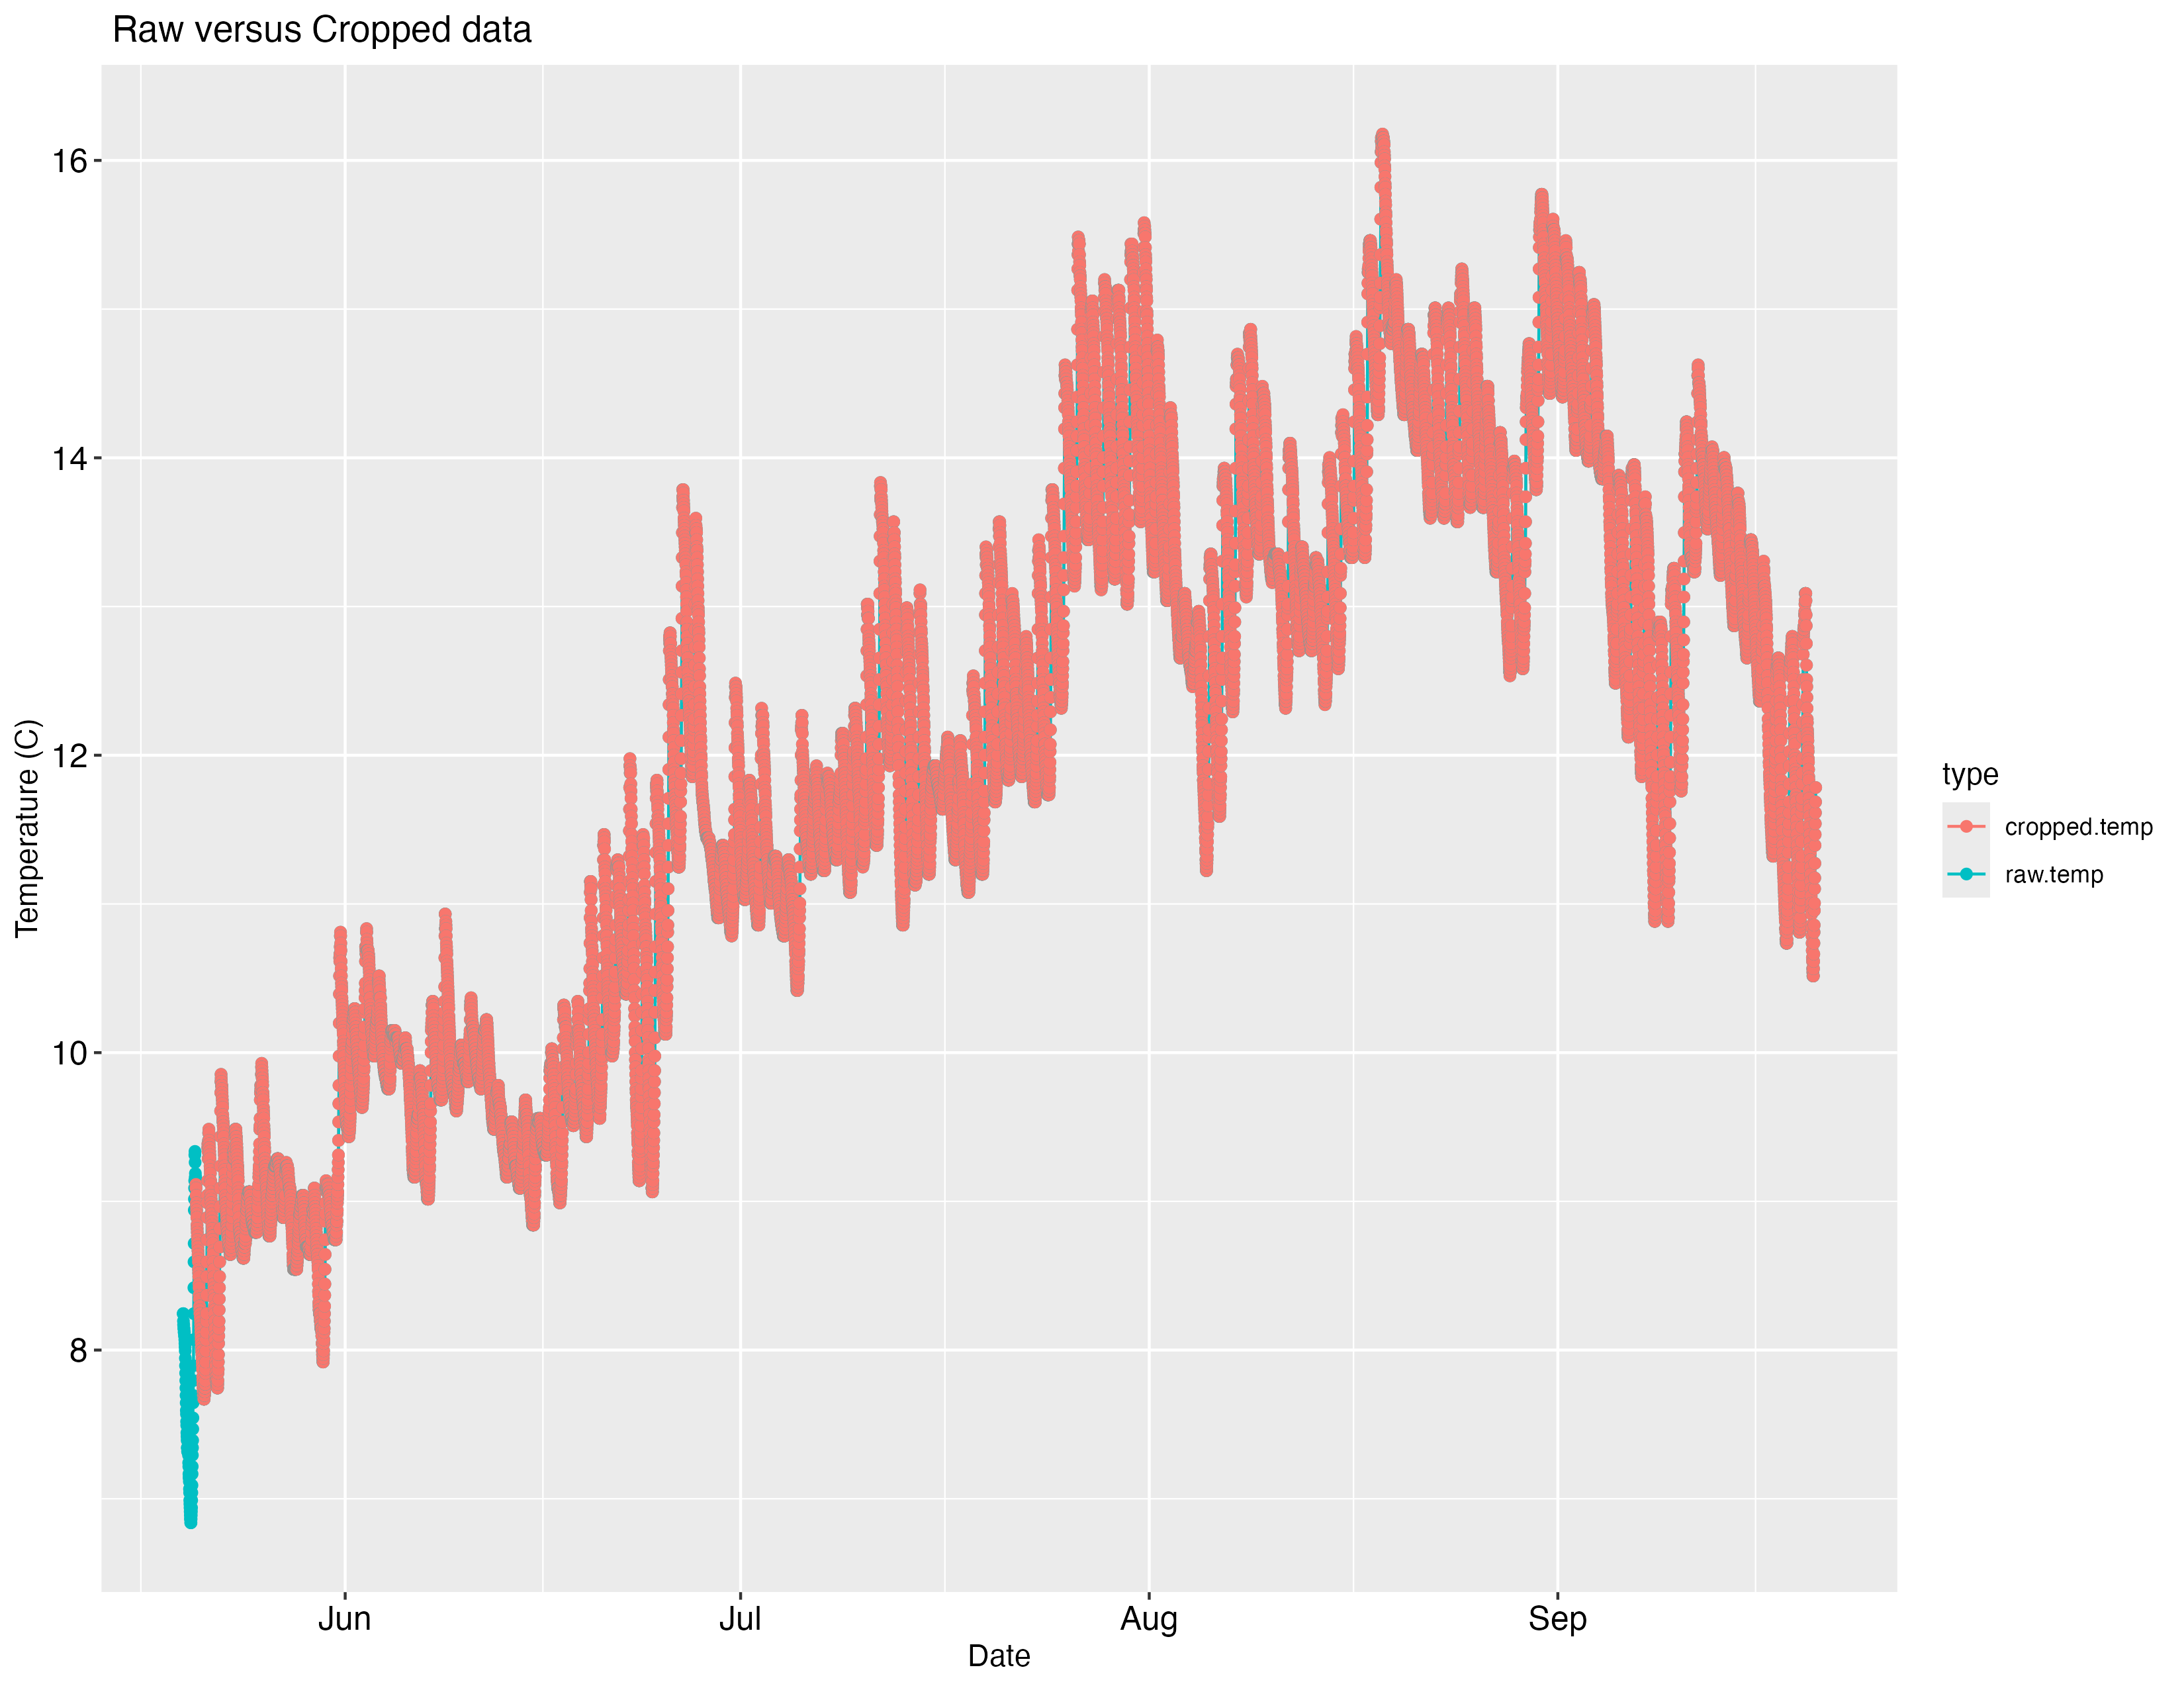 Raw versus Cropped data
16
14
12
10
8
Temperature (C)
Jun
Jul
Aug
Sep
Date
type
cropped.temp
raw.temp